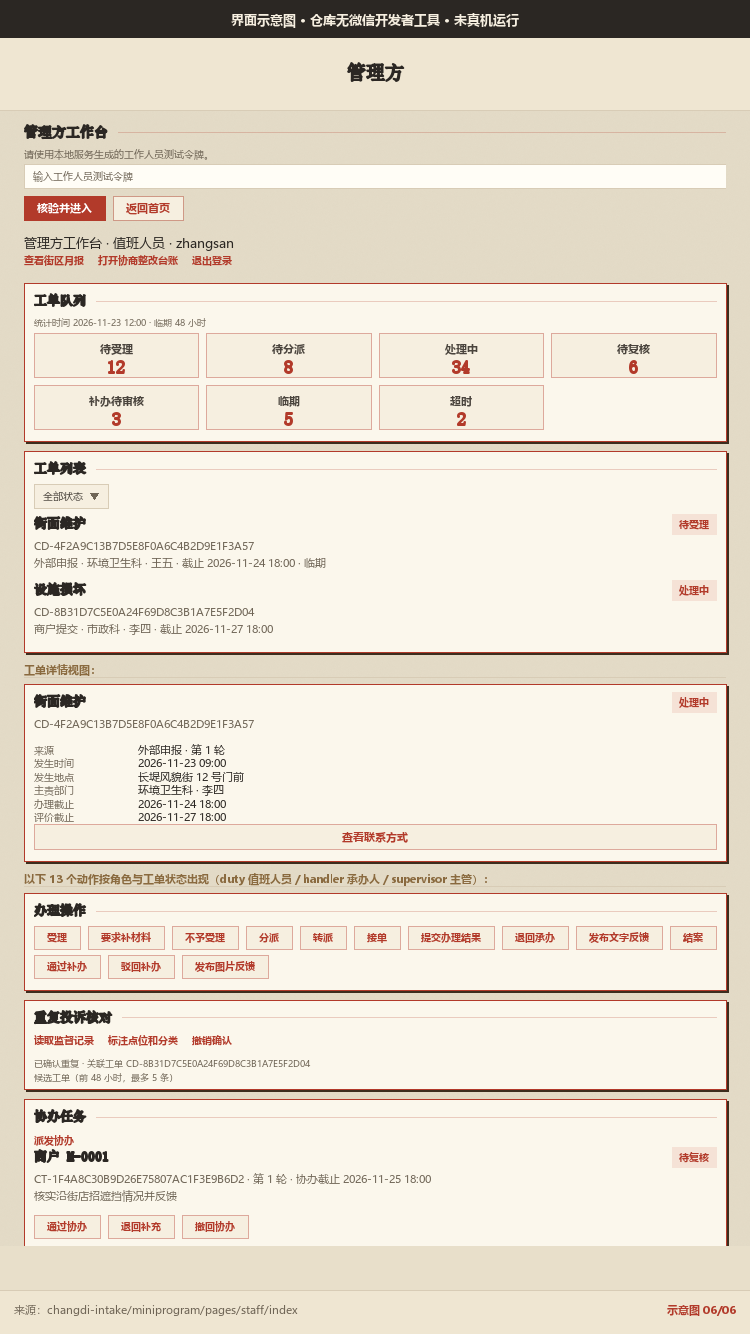 界面示意图 • 仓库无微信开发者工具 • 未真机运行
管理方
管理方工作台
请使用本地服务生成的工作人员测试令牌。
输入工作人员测试令牌
核验并进入 返回首页
管理方工作台 · 值班人员 · zhangsan
查看街区月报 打开协商整改台账 退出登录
工单队列
统计时间 2026-11-23 12:00 · 临期 48 小时
待受理 待分派 处理中 待复核
12 8 34 6
补办待审核 临期 超时
3 5 2
工单列表
全部状态 ▼
街面维护 待受理
CD-4F2A9C13B7D5E8F0A6C4B2D9E1F3A57
外部申报 · 环境卫生科 · 王五 · 截止 2026-11-24 18:00 · 临期
设施损坏 处理中
CD-8B31D7C5E0A24F69D8C3B1A7E5F2D04
商户提交 · 市政科 · 李四 · 截止 2026-11-27 18:00
工单详情视图：
街面维护 处理中
CD-4F2A9C13B7D5E8F0A6C4B2D9E1F3A57
来源 外部申报 · 第 1 轮
发生时间 2026-11-23 09:00
发生地点 长堤风貌街 12 号门前
主责部门 环境卫生科 · 李四
办理截止 2026-11-24 18:00
评价截止 2026-11-27 18:00
查看联系方式
以下 13 个动作按角色与工单状态出现（duty 值班人员 / handler 承办人 / supervisor 主管）：
办理操作
受理 要求补材料 不予受理 分派 转派 接单 提交办理结果 退回承办 发布文字反馈 结案
通过补办 驳回补办 发布图片反馈
重复投诉核对
读取监督记录 标注点位和分类 撤销确认
已确认重复 · 关联工单 CD-8B31D7C5E0A24F69D8C3B1A7E5F2D04
候选工单（前 48 小时，最多 5 条）
协办任务
派发协办
商户 M-0001 待复核
CT-1F4A8C30B9D26E75807AC1F3E9B6D2 · 第 1 轮 · 协办截止 2026-11-25 18:00
核实沿街店招遮挡情况并反馈
通过协办 退回补充 撤回协办
来源：changdi-intake/miniprogram/pages/staff/index 示意图 06/06